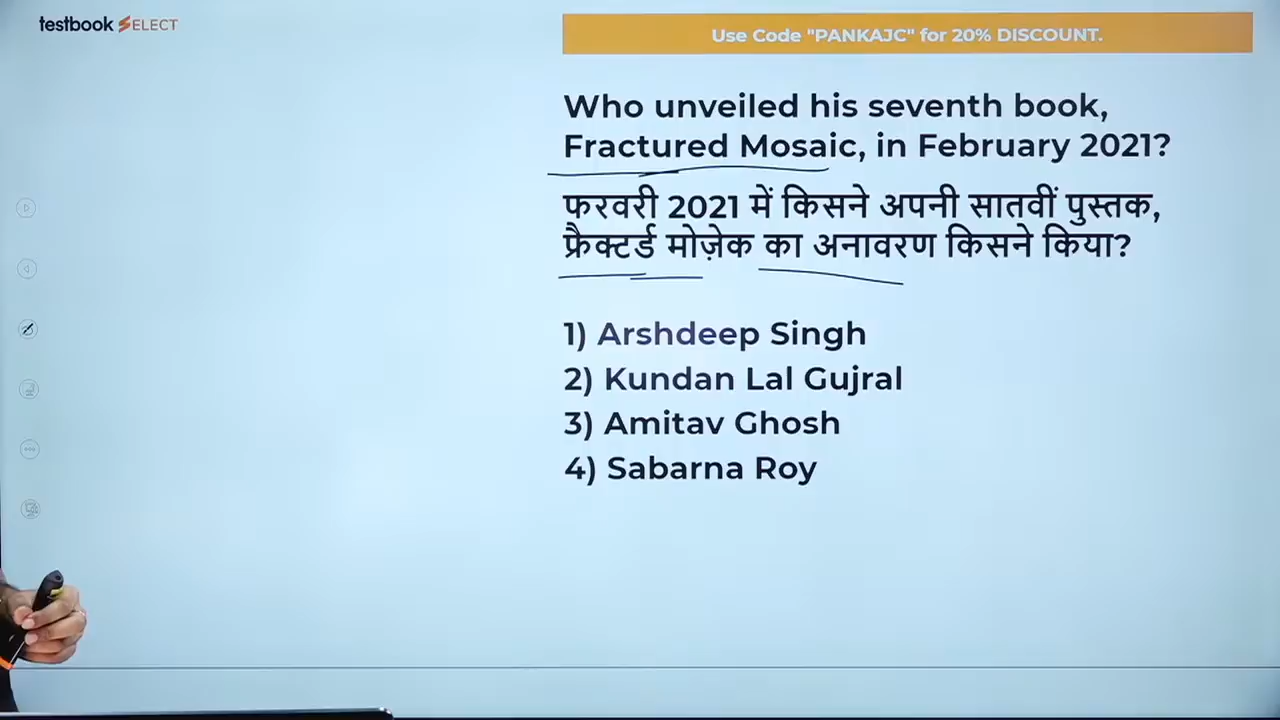 testbook SELECT
Use Code "PANKAJC" for 20% DISCOUNT.
Who unveiled his seventh book,
Fractured Mosaic, in February 2021?
फरवरी 2021 में किसने अपनी सातवीं पुस्तक,
फ्रैक्टर्ड मोज़ेक का अनावरण किसने किया?
1) Arshdeep Singh
2) Kundan Lal Gujral
3) Amitav Ghosh
4) Sabarna Roy